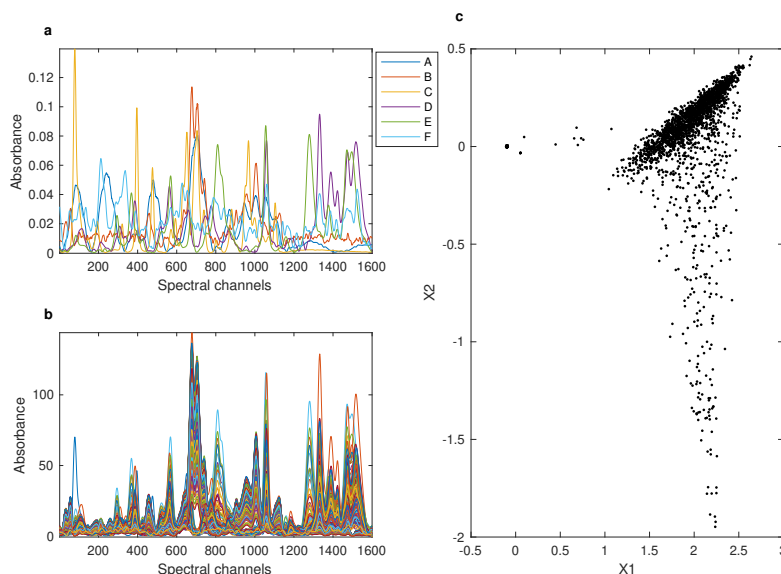 a
0.12
0.1
0.08
0.06
0.04
0.02
0
Absorbance
200 400 600 800 1000 1200 1400 1600
Spectral channels
A
B
C
D
E
F
b
100
50
0
Absorbance
200 400 600 800 1000 1200 1400 1600
Spectral channels
c
0.5
0
-0.5
-1
-1.5
-2
X2
-0.5 0 0.5 1 1.5 2 2.5 3
X1